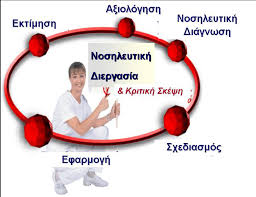 Αξιολόγηση
Εκτίμηση
Νοσηλευτική
Διάγνωση
Νοσηλευτική
Διεργασία
& Κριτική Σκέψη
Σχεδιασμός
Εφαρμογή